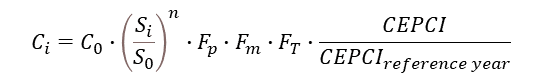 C_i = C_0 · (S_i / S_0)^n · F_p · F_m · F_T · CEPCI / CEPCI_reference year